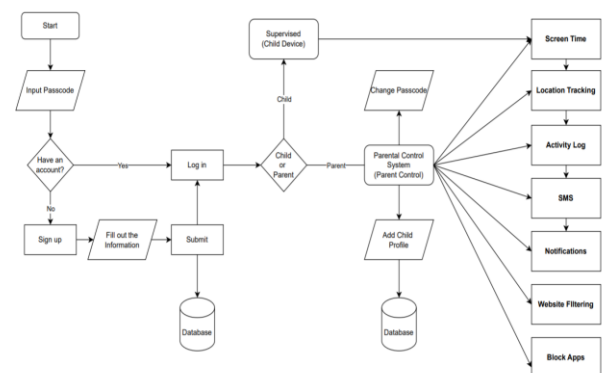 Start
Input Passcode
Have an
account?
Yes
No
Sign up
Fill out the
Information
Submit
Log in
Database
Child
or
Parent
Child
Parent
Supervised
(Child Device)
Change Passcode
Parental Control
System
(Parent Control)
Add Child
Profile
Database
Screen Time
Location Tracking
Activity Log
SMS
Notifications
Website FIltering
Block Apps